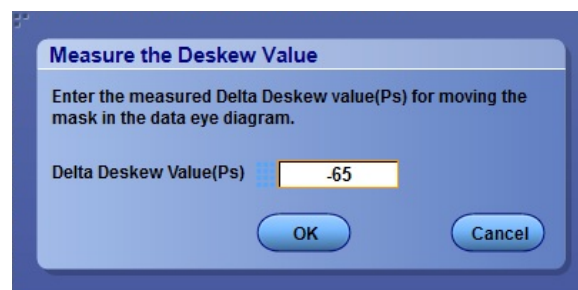 Measure the Deskew Value
Enter the measured Delta Deskew value(Ps) for moving the
mask in the data eye diagram.
Delta Deskew Value(Ps) -65
OK Cancel